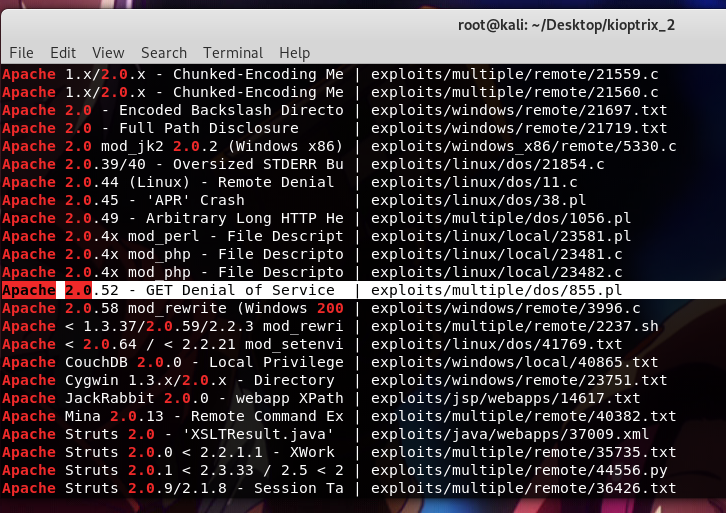 root@kali: ~/Desktop/kioptrix_2
File Edit View Search Terminal Help
Apache 1.x/2.0.x - Chunked-Encoding Me | exploits/multiple/remote/21559.c
Apache 1.x/2.0.x - Chunked-Encoding Me | exploits/multiple/remote/21560.c
Apache 2.0 - Encoded Backslash Directo | exploits/windows/remote/21697.txt
Apache 2.0 - Full Path Disclosure | exploits/windows/remote/21719.txt
Apache 2.0 mod_jk2 2.0.2 (Windows x86) | exploits/windows_x86/remote/5330.c
Apache 2.0.39/40 - Oversized STDERR Bu | exploits/linux/dos/21854.c
Apache 2.0.44 (Linux) - Remote Denial | exploits/linux/dos/11.c
Apache 2.0.45 - 'APR' Crash | exploits/linux/dos/38.pl
Apache 2.0.49 - Arbitrary Long HTTP He | exploits/multiple/dos/1056.pl
Apache 2.0.4x mod_perl - File Descript | exploits/linux/local/23581.pl
Apache 2.0.4x mod_php - File Descripto | exploits/linux/local/23481.c
Apache 2.0.4x mod_php - File Descripto | exploits/linux/local/23482.c
Apache 2.0.52 - GET Denial of Service | exploits/multiple/dos/855.pl
Apache 2.0.58 mod_rewrite (Windows 200 | exploits/windows/remote/3996.c
Apache < 1.3.37/2.0.59/2.2.3 mod_rewri | exploits/multiple/remote/2237.sh
Apache < 2.0.64 / < 2.2.21 mod_setenvi | exploits/linux/dos/41769.txt
Apache CouchDB 2.0.0 - Local Privilege | exploits/windows/local/40865.txt
Apache Cygwin 1.3.x/2.0.x - Directory | exploits/windows/remote/23751.txt
Apache JackRabbit 2.0.0 - webapp XPath | exploits/jsp/webapps/14617.txt
Apache Mina 2.0.13 - Remote Command Ex | exploits/multiple/remote/40382.txt
Apache Struts 2.0 - 'XSLTResult.java' | exploits/java/webapps/37009.xml
Apache Struts 2.0.0 < 2.2.1.1 - XWork | exploits/multiple/remote/35735.txt
Apache Struts 2.0.1 < 2.3.33 / 2.5 < 2 | exploits/multiple/remote/44556.py
Apache Struts 2.0.9/2.1.8 - Session Ta | exploits/multiple/remote/36426.txt